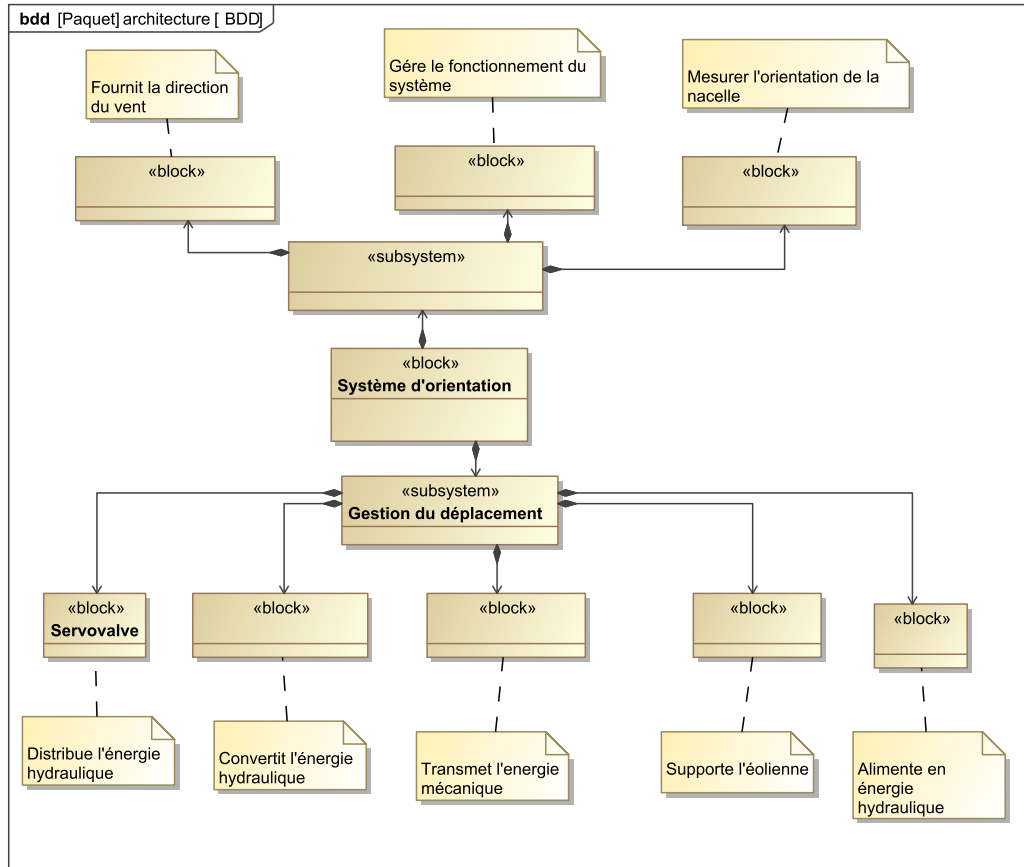 bdd [Paquet] architecture [ BDD]
Fournit la direction
du vent
Gére le fonctionnement du
système
Mesurer l'orientation de la
nacelle
«block»
«block»
«block»
«subsystem»
«block»
Système d'orientation
«subsystem»
Gestion du déplacement
«block»
Servovalve
«block»
«block»
«block»
«block»
Distribue l'énergie
hydraulique
Convertit l'énergie
hydraulique
Transmet l'energie
mécanique
Supporte l'éolienne
Alimente en
énergie
hydraulique